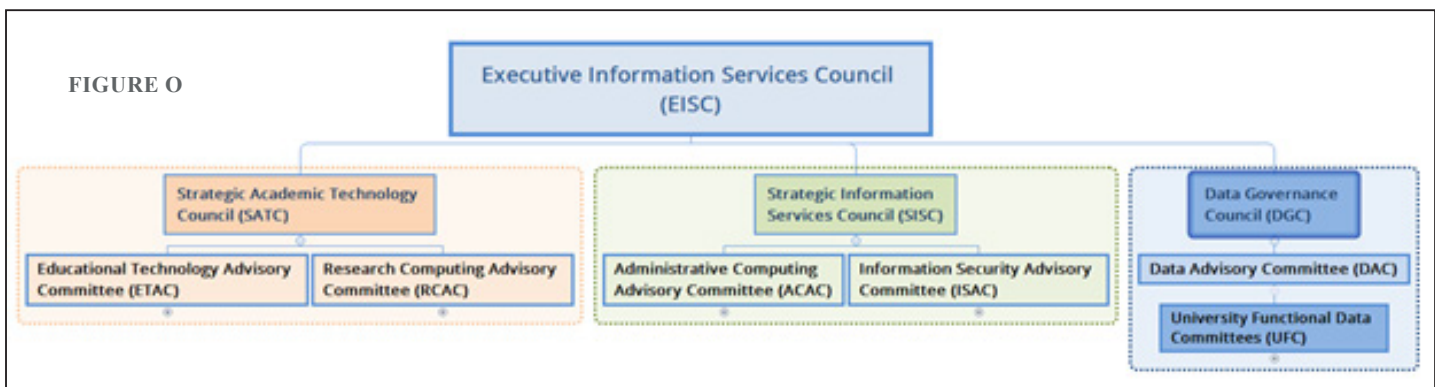 FIGURE O
Executive Information Services Council
(EISC)
Strategic Academic Technology
Council (SATC)
Strategic Information
Services Council (SISC)
Data Governance
Council (DGC)
Educational Technology Advisory
Committee (ETAC)
Research Computing Advisory
Committee (RCAC)
Administrative Computing
Advisory Committee (ACAC)
Information Security Advisory
Committee (ISAC)
Data Advisory Committee (DAC)
University Functional Data
Committees (UFC)